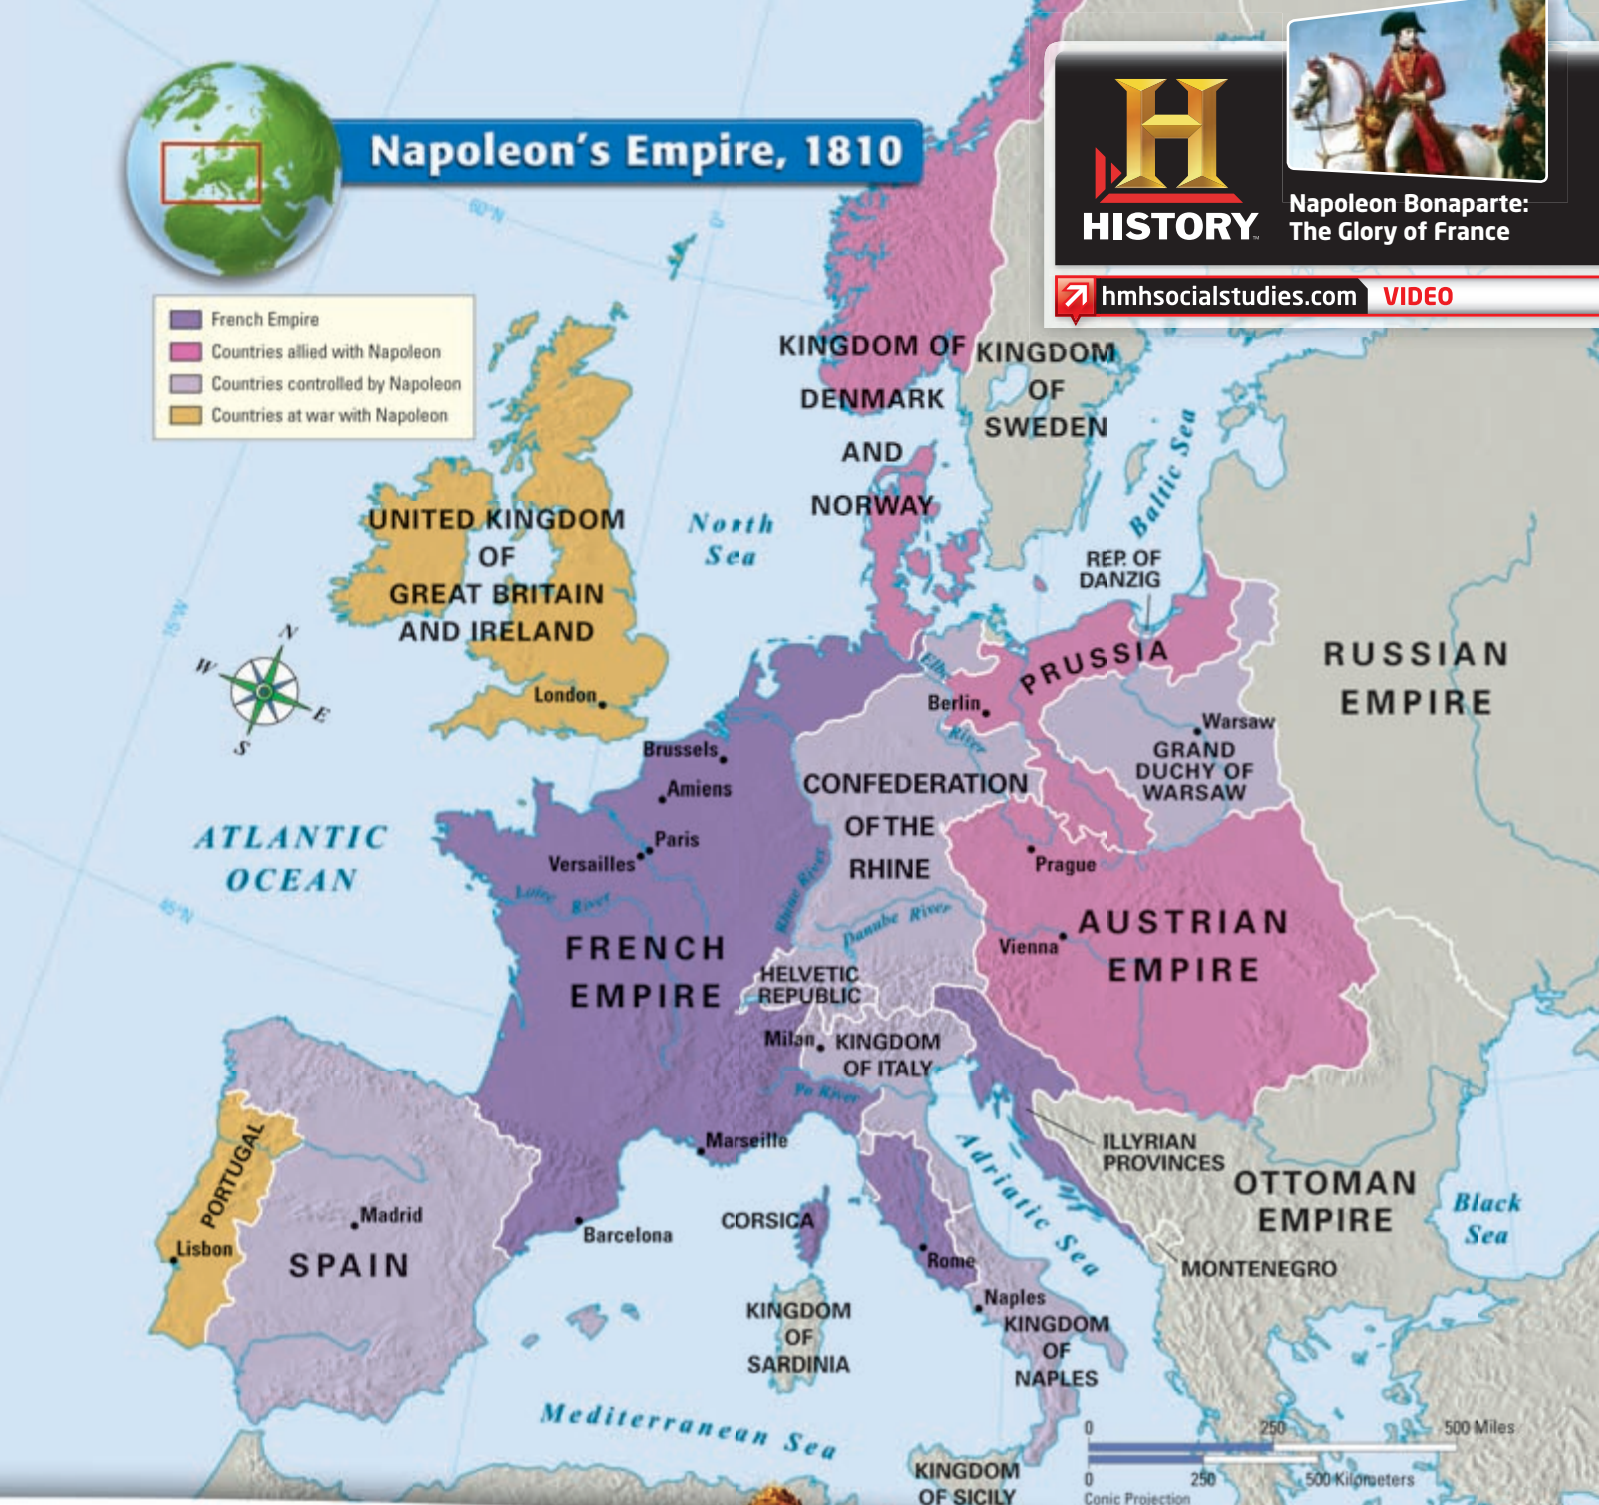 Napoleon's Empire, 1810
HISTORY
Napoleon Bonaparte:
The Glory of France
hmhsocialstudies.com VIDEO
French Empire
Countries allied with Napoleon
Countries controlled by Napoleon
Countries at war with Napoleon
60°N
0°
15°W
45°N
N
W
E
S
KINGDOM OF
DENMARK
AND
NORWAY
KINGDOM
OF
SWEDEN
Baltic Sea
North
Sea
UNITED KINGDOM
OF
GREAT BRITAIN
AND IRELAND
London
REP. OF
DANZIG
PRUSSIA
RUSSIAN
EMPIRE
Elbe
River
Berlin
Warsaw
GRAND
DUCHY OF
WARSAW
Brussels
Amiens
Paris
Versailles
ATLANTIC
OCEAN
CONFEDERATION
OF THE
RHINE
Rhine River
Loire River
Danube River
Prague
Vienna
AUSTRIAN
EMPIRE
FRENCH
EMPIRE
HELVETIC
REPUBLIC
Milan
KINGDOM
OF ITALY
Po River
Marseille
Adriatic Sea
ILLYRIAN
PROVINCES
OTTOMAN
EMPIRE
Black
Sea
MONTENEGRO
PORTUGAL
Lisbon
Madrid
SPAIN
Barcelona
CORSICA
Rome
Naples
KINGDOM
OF
NAPLES
KINGDOM
OF
SARDINIA
Mediterranean Sea
KINGDOM
OF SICILY
0 250 500 Miles
0 250 500 Kilometers
Conic Projection